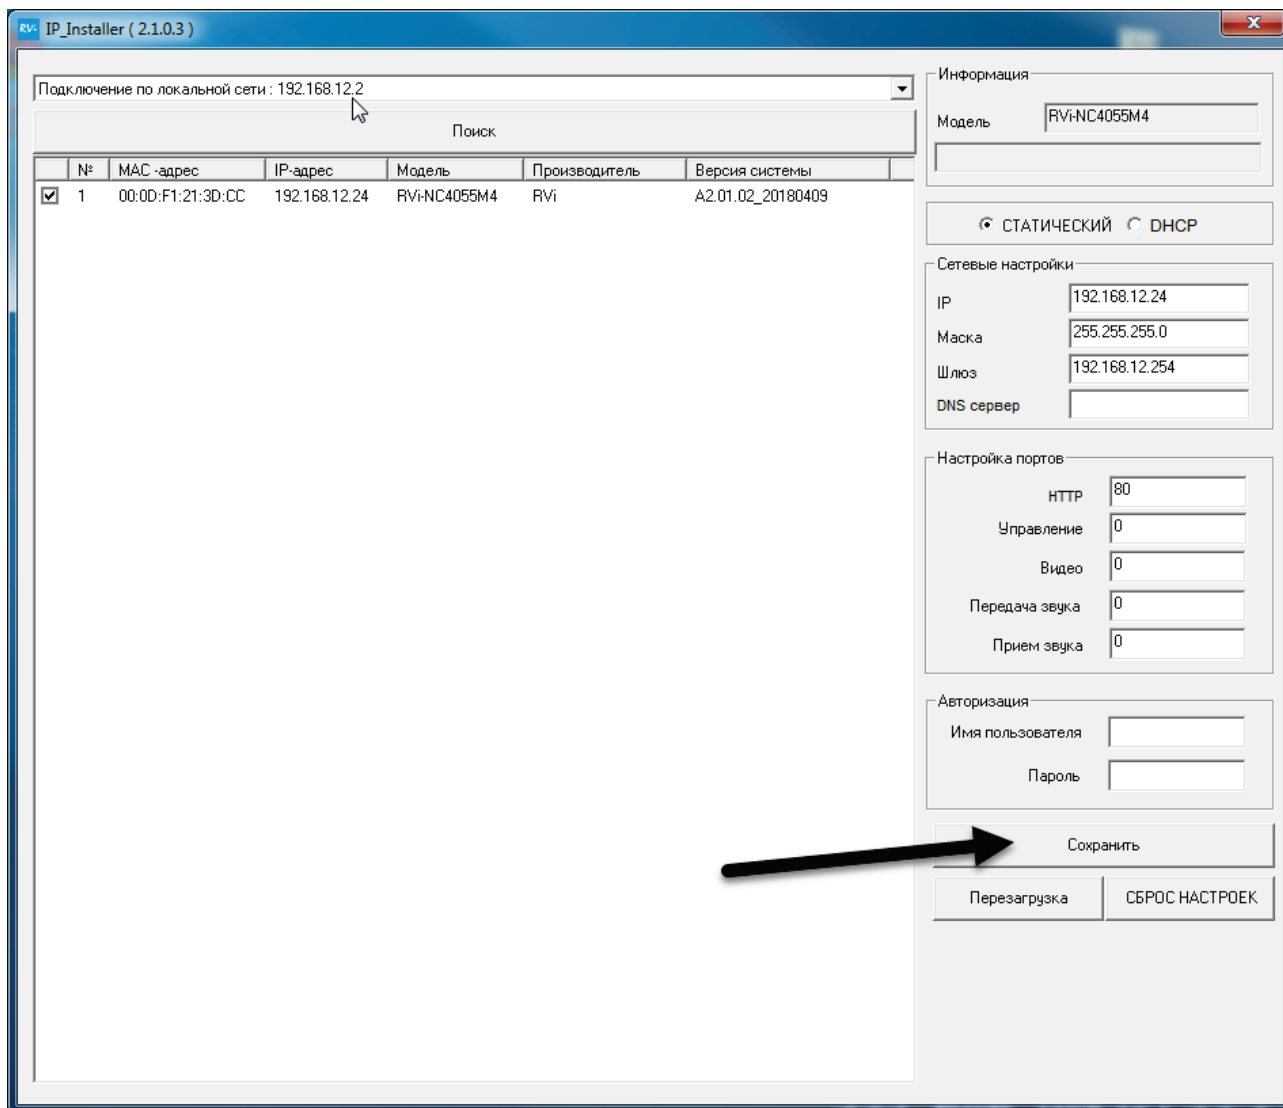 RVi IP_Installer ( 2.1.0.3 )
Подключение по локальной сети : 192.168.12.2
Поиск
№ MAC -адрес IP-адрес Модель Производитель Версия системы
1 00:0D:F1:21:3D:CC 192.168.12.24 RVi-NC4055M4 RVi A2.01.02_20180409
Информация
Модель RVi-NC4055M4
СТАТИЧЕСКИЙ DHCP
Сетевые настройки
IP 192.168.12.24
Маска 255.255.255.0
Шлюз 192.168.12.254
DNS сервер
Настройка портов
HTTP 80
Управление 0
Видео 0
Передача звука 0
Прием звука 0
Авторизация
Имя пользователя
Пароль
Сохранить
Перезагрузка СБРОС НАСТРОЕК